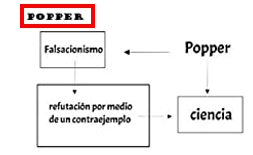 POPPER
Falsacionismo
Popper
refutación por medio
de un contraejemplo
ciencia